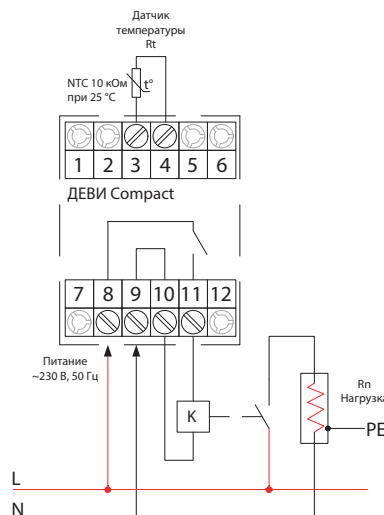 Датчик
температуры
Rt
NTC 10 кОм
при 25 °C
t°
1 2 3 4 5 6
ДЕВИ Compact
7 8 9 10 11 12
Питание
~230 В, 50 Гц
K
Rn
Нагрузка
PE
L
N